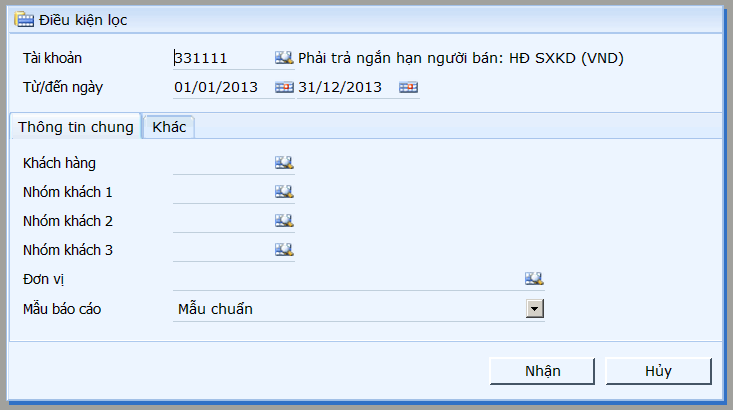 Điều kiện lọc
Tài khoản 331111 Phải trả ngắn hạn người bán: HĐ SXKD (VND)
Từ/đến ngày 01/01/2013 31/12/2013
Thông tin chung Khác
Khách hàng
Nhóm khách 1
Nhóm khách 2
Nhóm khách 3
Đơn vị
Mẫu báo cáo Mẫu chuẩn
Nhận Hủy